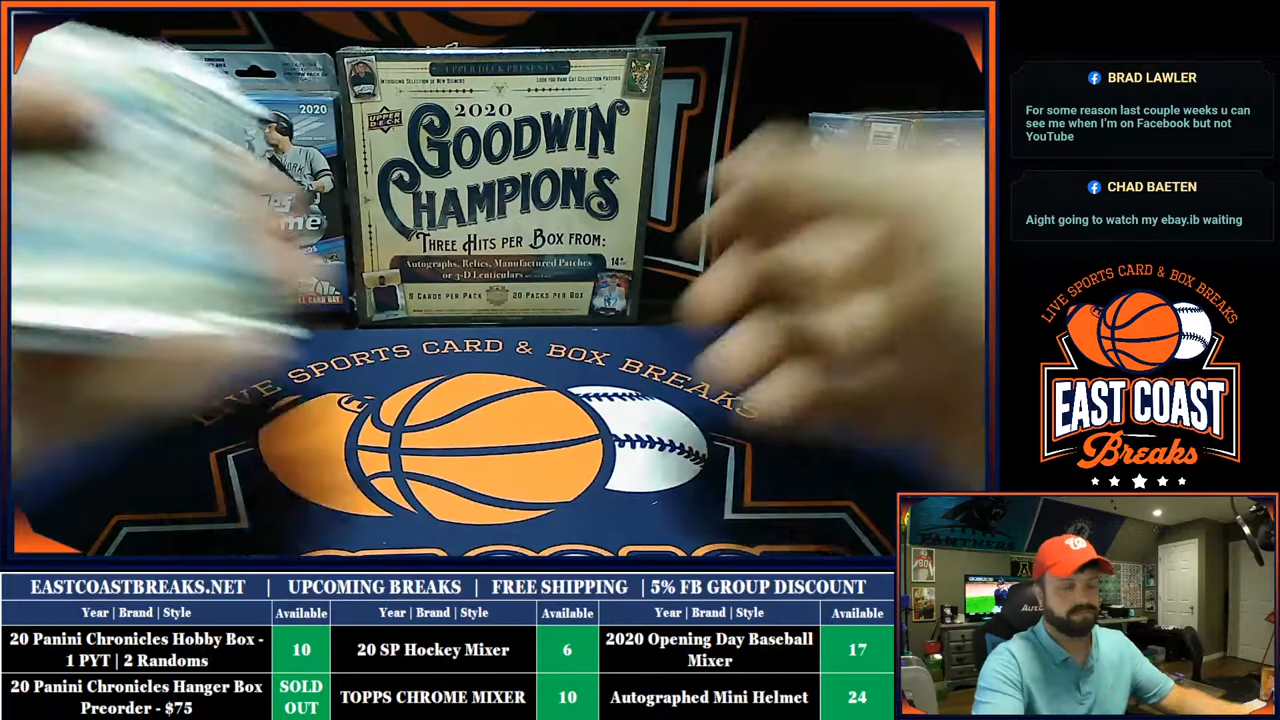 UPPER DECK PRESENTS
2020
UPPER DECK
GOODWIN
CHAMPIONS
THREE HITS PER BOX FROM:
Autographs, Relics, Manufactured Patches
or 3-D Lenticulars
14+
9 CARDS PER PACK 20 PACKS PER BOX
2020
LIVE SPORTS CARD & BOX BREAKS
BRAD LAWLER
For some reason last couple weeks u can
see me when I'm on Facebook but not
YouTube
CHAD BAETEN
Aight going to watch my ebay.ib waiting
LIVE SPORTS CARD & BOX BREAKS
EAST COAST
Breaks
PANTHERS
EASTCOASTBREAKS.NET | UPCOMING BREAKS | FREE SHIPPING | 5% FB GROUP DISCOUNT
Year | Brand | Style Available Year | Brand | Style Available Year | Brand | Style Available
20 Panini Chronicles Hobby Box -
1 PYT | 2 Randoms
10
20 SP Hockey Mixer
6
2020 Opening Day Baseball
Mixer
17
20 Panini Chronicles Hanger Box
Preorder - $75
SOLD
OUT
TOPPS CHROME MIXER
10
Autographed Mini Helmet
24